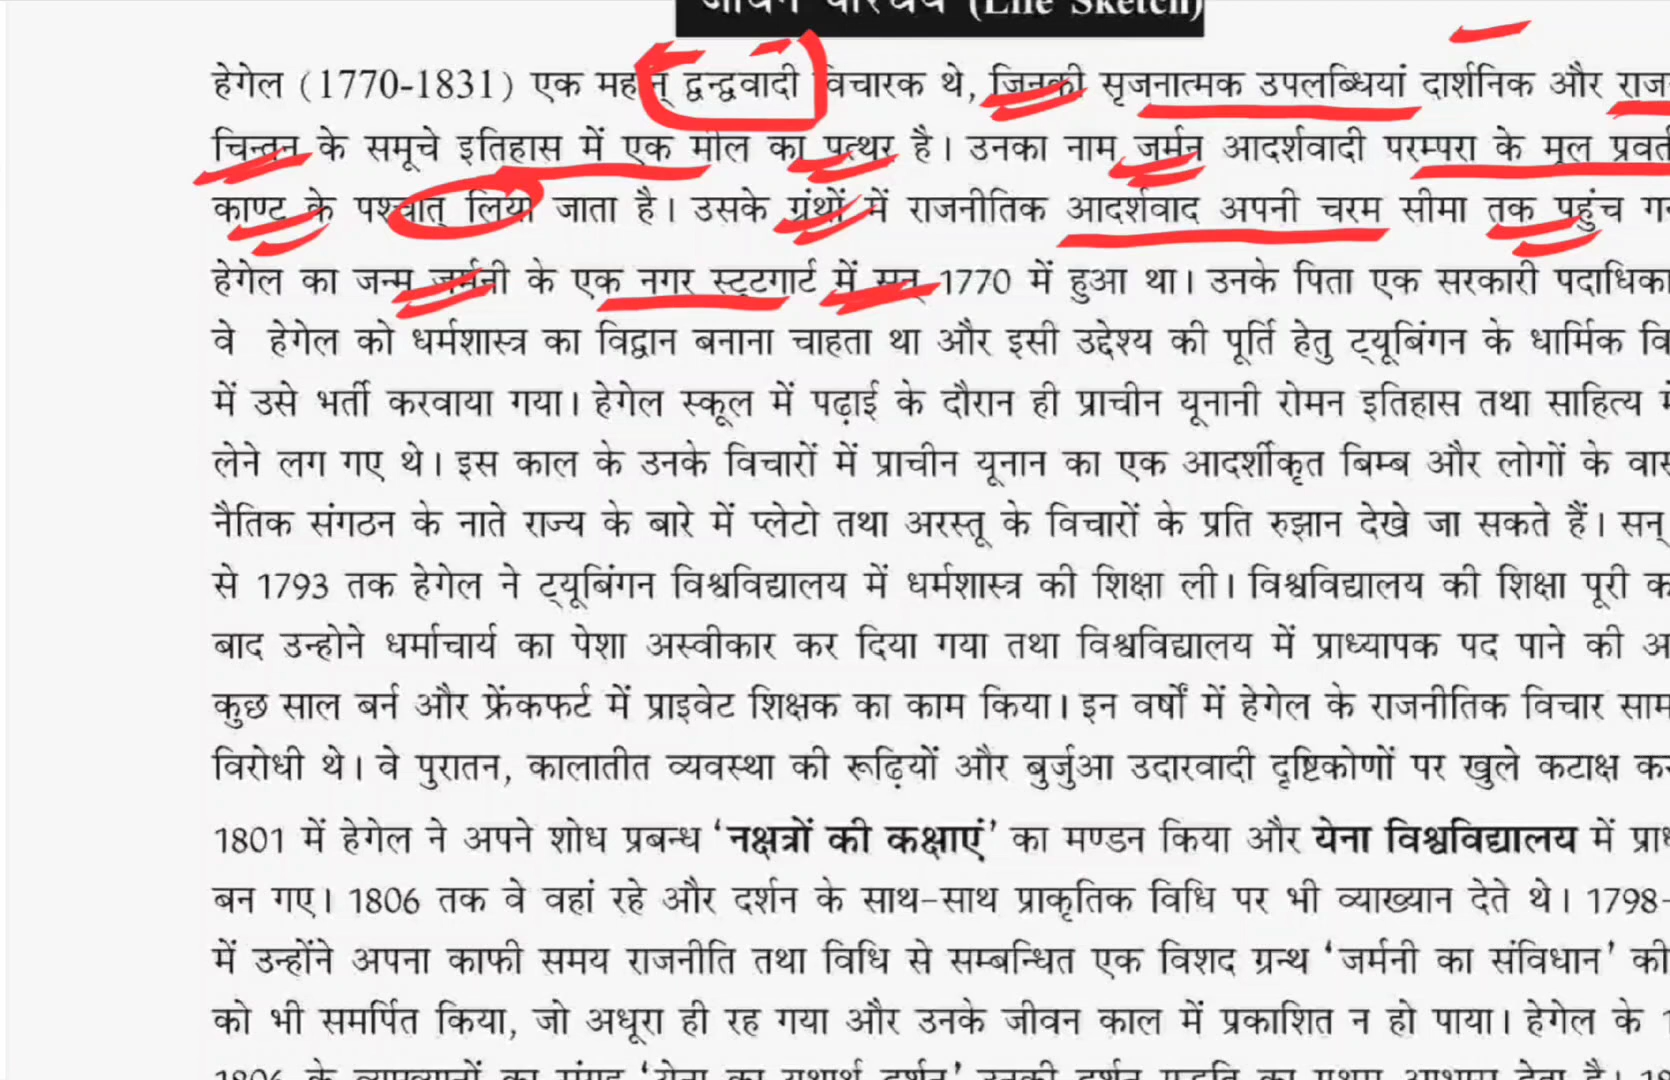 जीवन परिचय (Life Sketch)
हेगेल (1770-1831) एक महान् द्वन्द्ववादी विचारक थे, जिनकी सृजनात्मक उपलब्धियां दार्शनिक और
चिन्तन के समूचे इतिहास में एक मील का पत्थर है। उनका नाम जर्मन आदर्शवादी परम्परा के मूल
काण्ट के पश्चात् लिया जाता है। उसके ग्रंथों में राजनीतिक आदर्शवाद अपनी चरम सीमा तक पहुंच
हेगेल का जन्म जर्मनी के एक नगर स्टटगार्ट में सन् 1770 में हुआ था। उनके पिता एक सरकारी
वे हेगेल को धर्मशास्त्र का विद्वान बनाना चाहता था और इसी उद्देश्य की पूर्ति हेतु ट्यूबिंगन के धार्मिक
में उसे भर्ती करवाया गया। हेगेल स्कूल में पढ़ाई के दौरान ही प्राचीन यूनानी रोमन इतिहास तथा साहित्य
लेने लग गए थे। इस काल के उनके विचारों में प्राचीन यूनान का एक आदर्शीकृत बिम्ब और लोगों के
नैतिक संगठन के नाते राज्य के बारे में प्लेटो तथा अरस्तू के विचारों के प्रति रुझान देखे जा सकते हैं। सन्
से 1793 तक हेगेल ने ट्यूबिंगन विश्वविद्यालय में धर्मशास्त्र की शिक्षा ली। विश्वविद्यालय की शिक्षा पूरी
बाद उन्होने धर्माचार्य का पेशा अस्वीकार कर दिया गया तथा विश्वविद्यालय में प्राध्यापक पद पाने की
कुछ साल बर्न और फ्रेंकफर्ट में प्राइवेट शिक्षक का काम किया। इन वर्षों में हेगेल के राजनीतिक विचार
विरोधी थे। वे पुरातन, कालातीत व्यवस्था की रूढ़ियों और बुर्जुआ उदारवादी दृष्टिकोणों पर खुले कटाक्ष
1801 में हेगेल ने अपने शोध प्रबन्ध ‘नक्षत्रों की कक्षाएं’ का मण्डन किया और येना विश्वविद्यालय में
बन गए। 1806 तक वे वहां रहे और दर्शन के साथ-साथ प्राकृतिक विधि पर भी व्याख्यान देते थे। 1798-
में उन्होंने अपना काफी समय राजनीति तथा विधि से सम्बन्धित एक विशद ग्रन्थ ‘जर्मनी का संविधान’ की
को भी समर्पित किया, जो अधूरा ही रह गया और उनके जीवन काल में प्रकाशित न हो पाया। हेगेल के